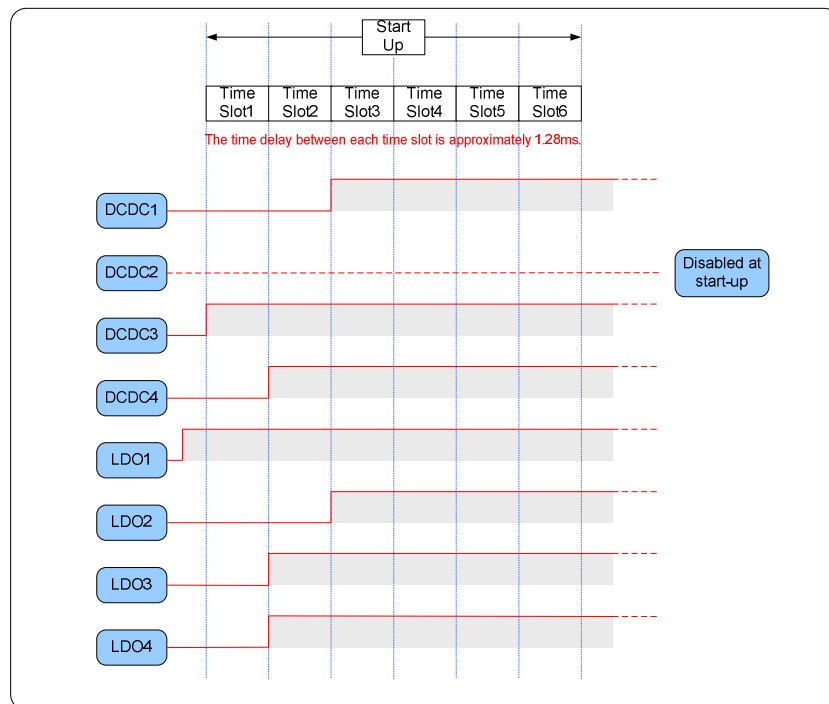 Start
Up
Time
Slot1
Time
Slot2
Time
Slot3
Time
Slot4
Time
Slot5
Time
Slot6
The time delay between each time slot is approximately 1.28ms.
DCDC1
DCDC2
Disabled at
start-up
DCDC3
DCDC4
LDO1
LDO2
LDO3
LDO4